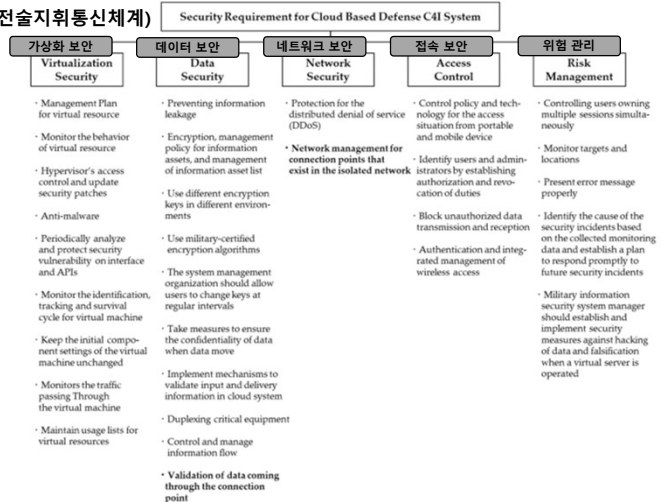 전술지휘통신체계)
Security Requirement for Cloud Based Defense C4I System
가상화 보안
Virtualization
Security
· Management Plan
for virtual resource
· Monitor the behavior
of virtual resource
· Hypervisor's access
control and update
security patches
· Anti-malware
· Periodically analyze
and protect security
vulnerability on interface
and APIs
· Monitor the identification,
tracking and survival
cycle for virtual machine
· Keep the initial compo-
nent settings of the virtual
machine unchanged
· Monitors the traffic
passing Through
the virtual machine
· Maintain usage lists for
virtual resources
데이터 보안
Data
Security
· Preventing information
leakage
· Encryption, management
policy for information
assets, and management
of information asset list
· Use different encryption
keys in different environ-
ments
· Use military-certified
encryption algorithms
· The system management
organization should allow
users to change keys at
regular intervals
· Take measures to ensure
the confidentiality of data
when data move
· Implement mechanisms to
validate input and delivery
information in cloud system
· Duplexing critical equipment
· Control and manage
information flow
· Validation of data coming
through the connection
point
네트워크 보안
Network
Security
· Protection for the
distributed denial of service
(DDoS)
· Network management for
connection points that
exist in the isolated network
접속 보안
Access
Control
· Control policy and tech-
nology for the access
situation from portable
and mobile device
· Identify users and admin-
istrators by establishing
authorization and revo-
cation of duties
· Block unauthorized data
transmission and reception
· Authentication and integ-
rated management of
wireless access
위험 관리
Risk
Management
· Controlling users owning
multiple sessions simulta-
neously
· Monitor targets and
locations
· Present error message
properly
· Identify the cause of the
security incidents based
on the collected monitoring
data and establish a plan
to respond promptly to
future security incidents
· Military information
security system manager
should establish and
implement security
measures against hacking
of data and falsification
when a virtual server is
operated